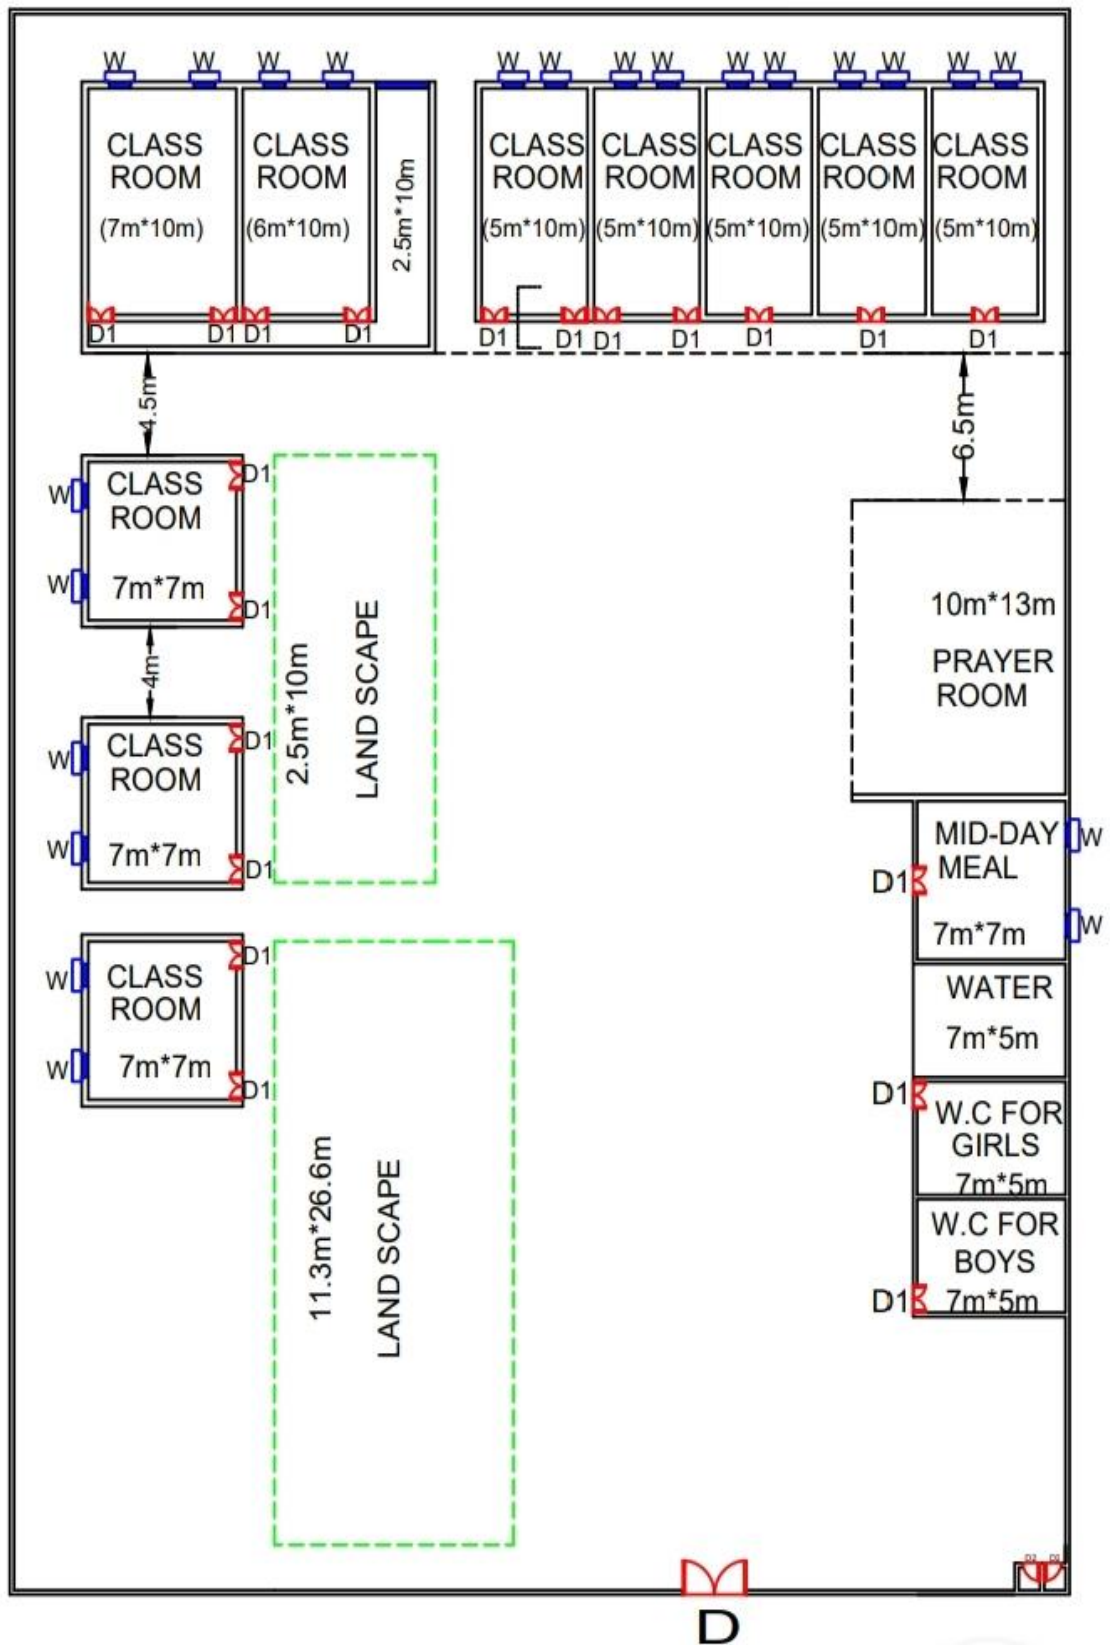 W W W W W W W W W W W W W W
CLASS ROOM (7m*10m)
CLASS ROOM (6m*10m)
2.5m*10m
CLASS ROOM (5m*10m)
CLASS ROOM (5m*10m)
CLASS ROOM (5m*10m)
CLASS ROOM (5m*10m)
CLASS ROOM (5m*10m)
D1 D1 D1 D1 D1 D1 D1 D1 D1 D1 D1
4.5m
6.5m
W
W
CLASS
ROOM
7m*7m
D1
D1
4m
W
W
CLASS
ROOM
7m*7m
D1
D1
2.5m*10m
LAND SCAPE
10m*13m
PRAYER
ROOM
MID-DAY
MEAL
7m*7m
D1
W
W
W
W
CLASS
ROOM
7m*7m
D1
D1
WATER
7m*5m
D1
W.C FOR
GIRLS
7m*5m
W.C FOR
BOYS
7m*5m
D1
11.3m*26.6m
LAND SCAPE
D